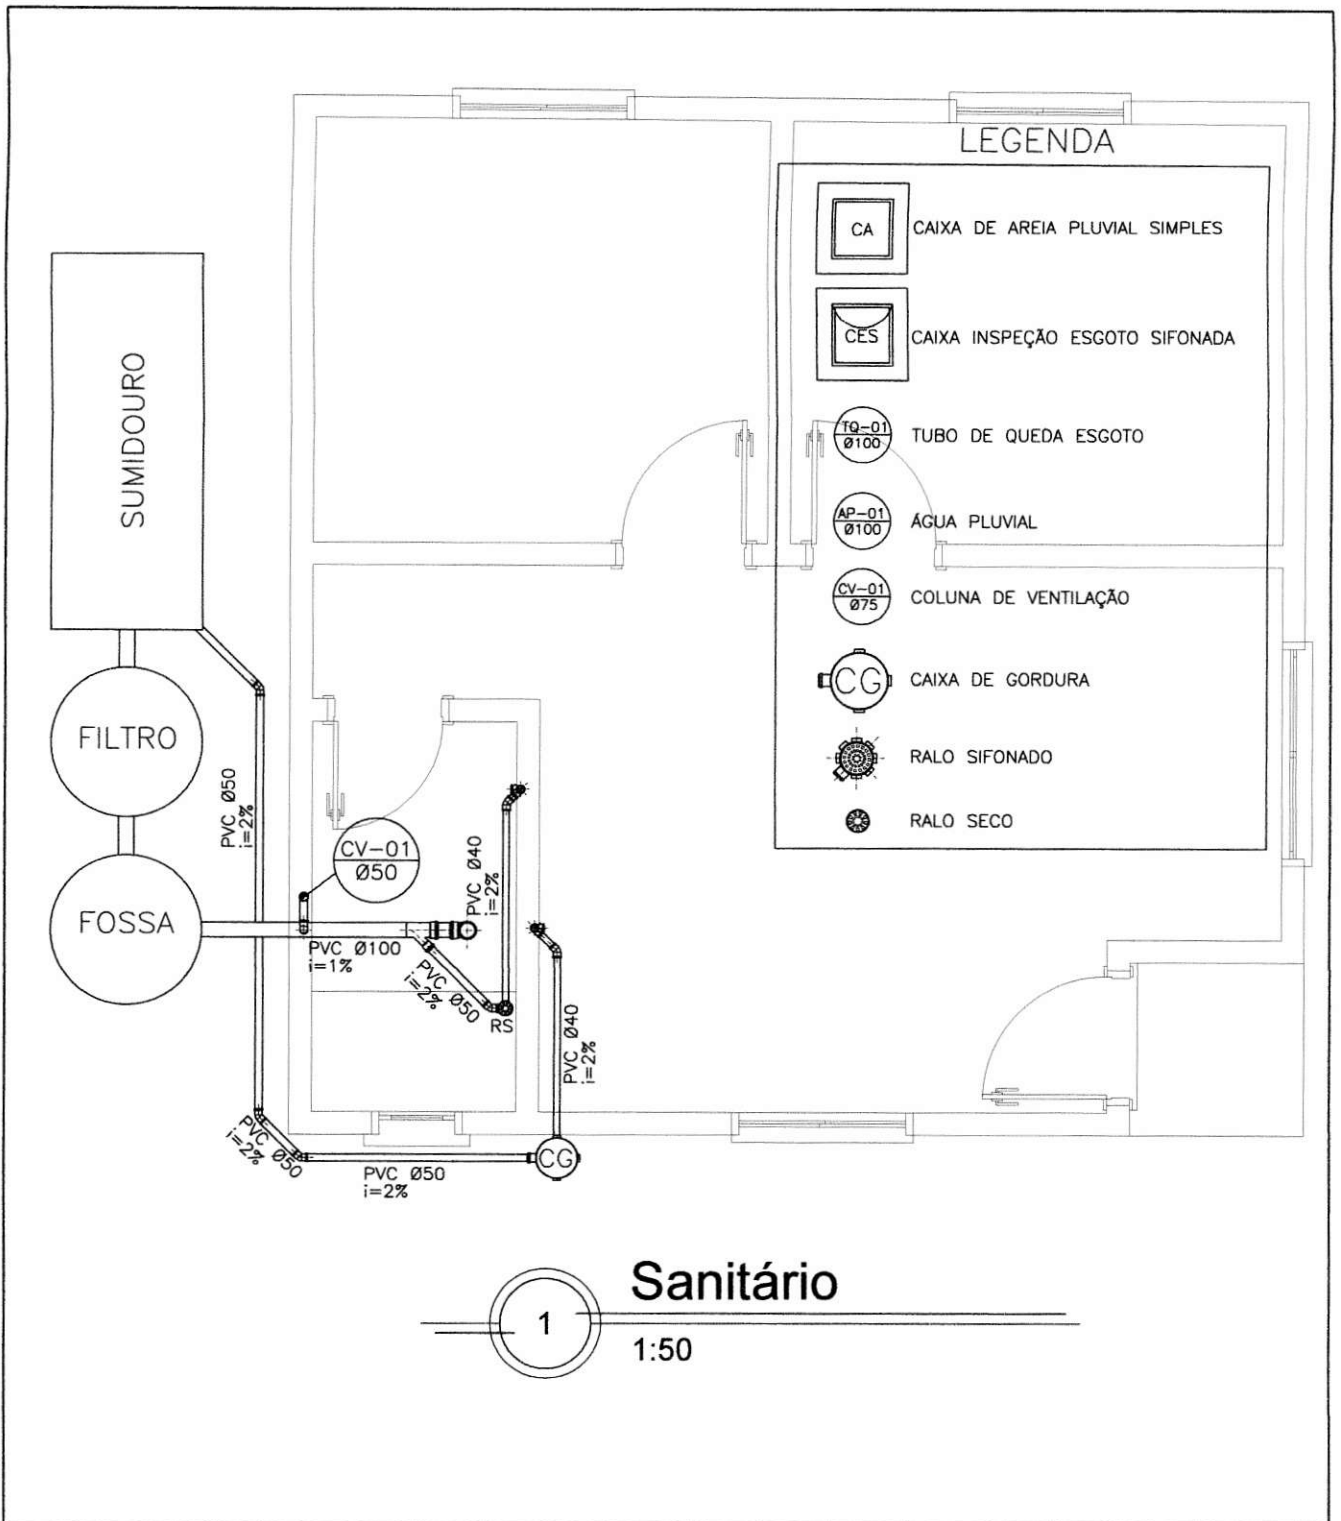 LEGENDA
CA
CAIXA DE AREIA PLUVIAL SIMPLES
CES
CAIXA INSPEÇÃO ESGOTO SIFONADA
TQ-01
Ø100
TUBO DE QUEDA ESGOTO
AP-01
Ø100
ÁGUA PLUVIAL
CV-01
Ø75
COLUNA DE VENTILAÇÃO
CG
CAIXA DE GORDURA
RALO SIFONADO
RALO SECO
SUMIDOURO
FILTRO
FOSSA
PVC Ø50
i=2%
CV-01
Ø50
PVC Ø40
i=2%
PVC Ø100
i=1%
PVC Ø50
i=2%
RS
PVC Ø40
i=2%
PVC Ø50
i=2%
PVC Ø50
i=2%
CG
1
Sanitário
1:50